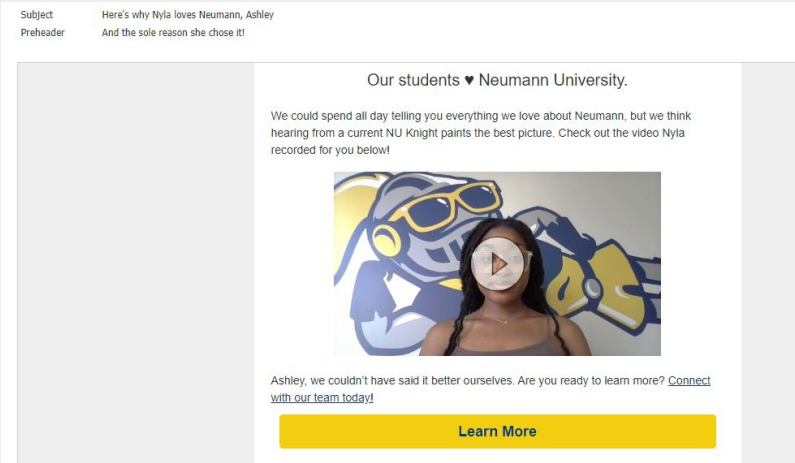 Subject Here's why Nyla loves Neumann, Ashley
Preheader And the sole reason she chose it!
Our students ♥ Neumann University.
We could spend all day telling you everything we love about Neumann, but we think
hearing from a current NU Knight paints the best picture. Check out the video Nyla
recorded for you below!
Ashley, we couldn't have said it better ourselves. Are you ready to learn more? Connect
with our team today!
Learn More